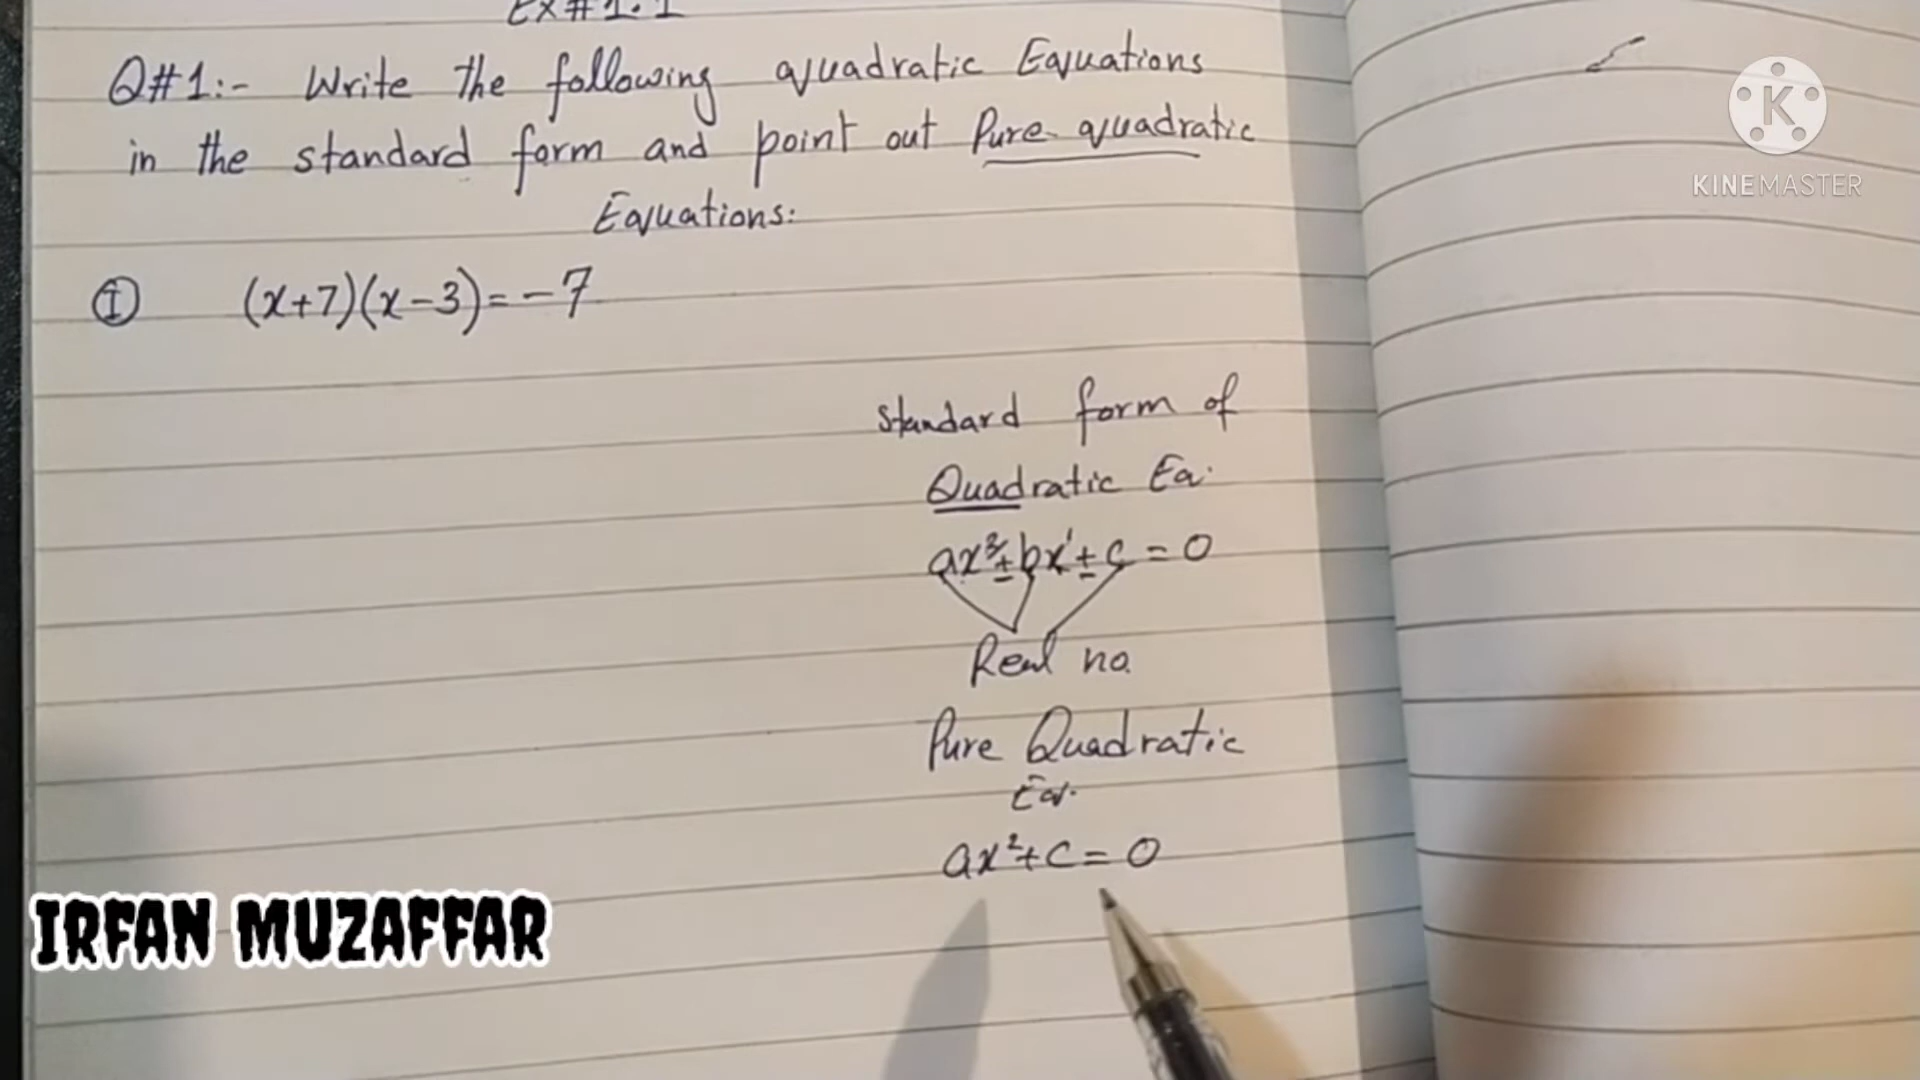 Ex#1.1
Q#1:- Write the following quadratic Equations
in the standard form and point out Pure quadratic
Equations:
I (x+7)(x-3)=-7
Standard form of
Quadratic Eq.
ax²+bx¹+c=0
Real no.
Pure Quadratic
Eq.
ax²+c=0
K
KINEMASTER
IRFAN MUZAFFAR